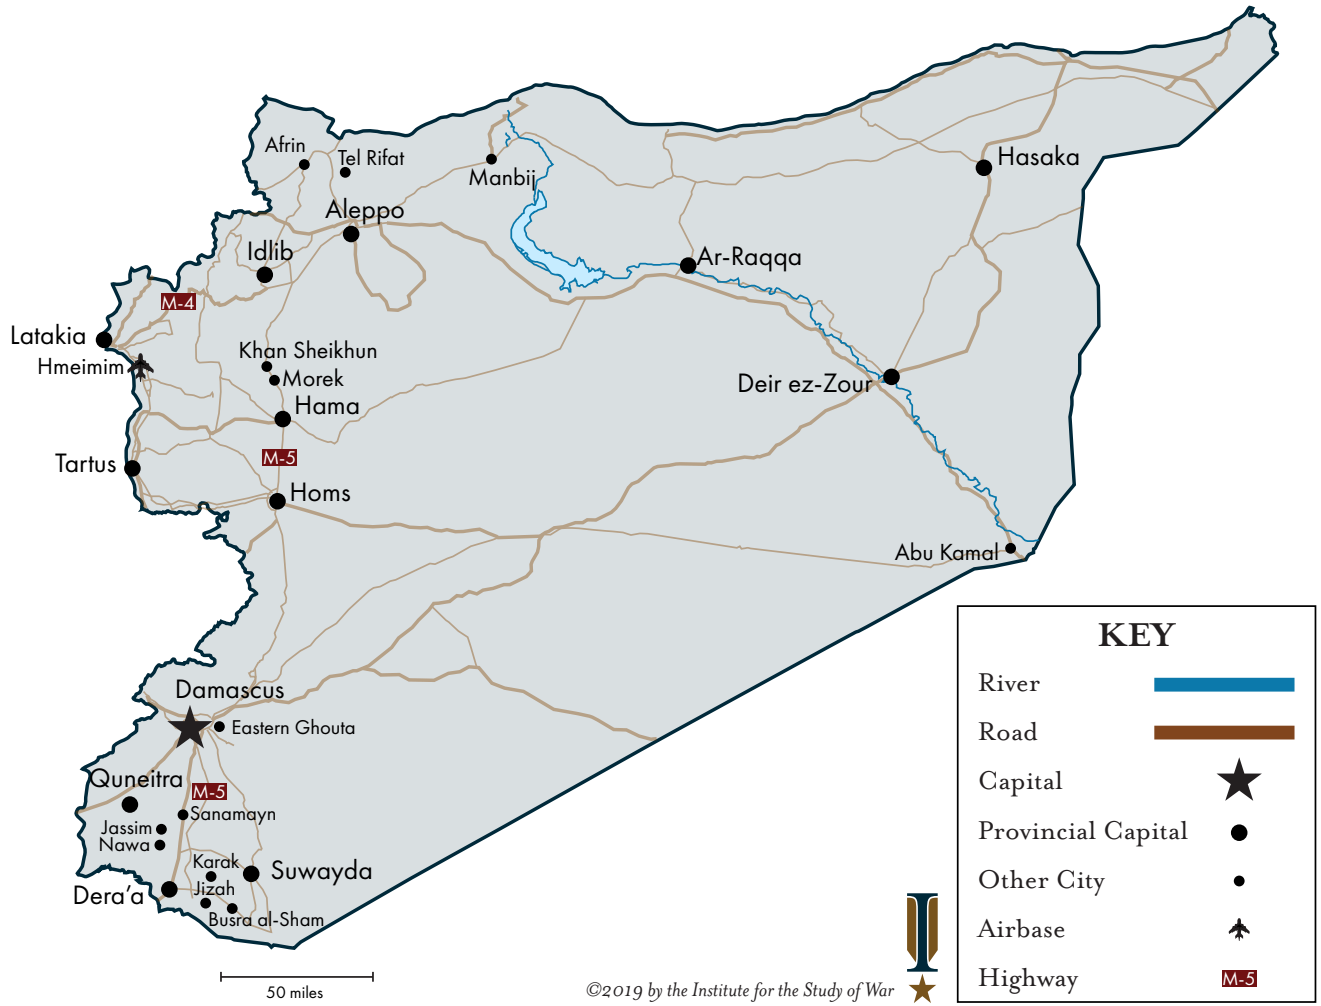 Afrin
Tel Rifat
Manbij
Hasaka
Aleppo
Idlib
Ar-Raqqa
M-4
Latakia
Hmeimim
Khan Sheikhun
Morek
Deir ez-Zour
Hama
M-5
Tartus
Homs
Abu Kamal
Damascus
Eastern Ghouta
Quneitra
M-5
Sanamayn
Jassim
Nawa
Karak
Suwayda
Dera'a
Jizah
Busra al-Sham
KEY
River
Road
Capital
Provincial Capital
Other City
Airbase
Highway M-5
50 miles
©2019 by the Institute for the Study of War